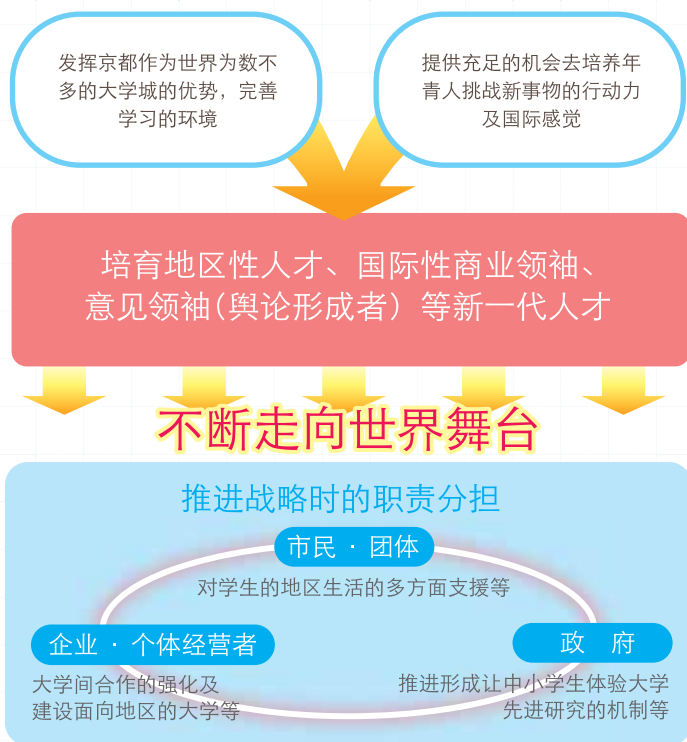 发挥京都作为世界为数不
多的大学城的优势，完善
学习的环境
提供充足的机会去培养年
青人挑战新事物的行动力
及国际感觉
培育地区性人才、国际性商业领袖、
意见领袖（舆论形成者）等新一代人才
不断走向世界舞台
推进战略时的职责分担
市民 · 团体
对学生的地区生活的多方面支援等
企业 · 个体经营者
大学间合作的强化及
建设面向地区的大学等
政　府
推进形成让中小学生体验大学
先进研究的机制等